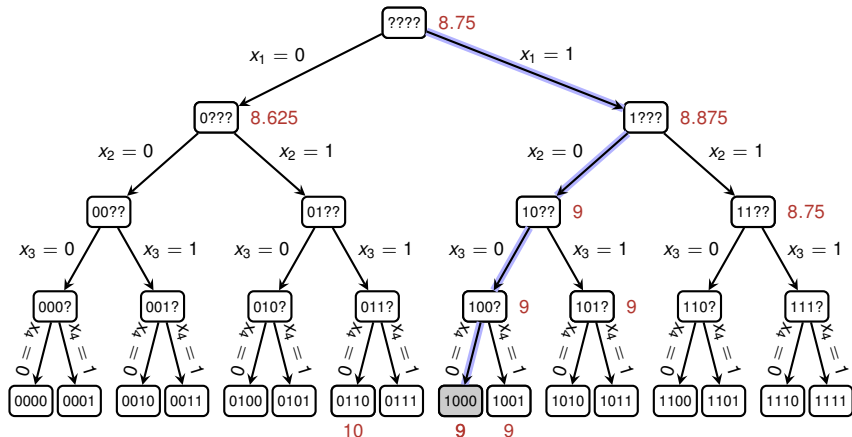 ???? 8.75
x₁ = 0 x₁ = 1
0??? 8.625 1??? 8.875
x₂ = 0 x₂ = 1 x₂ = 0 x₂ = 1
00?? 01?? 10?? 9 11?? 8.75
x₃ = 0 x₃ = 1 x₃ = 0 x₃ = 1 x₃ = 0 x₃ = 1 x₃ = 0 x₃ = 1
000? 001? 010? 011? 100? 9 101? 9 110? 111?
x₄ = 0 x₄ = 1 x₄ = 0 x₄ = 1 x₄ = 0 x₄ = 1 x₄ = 0 x₄ = 1 x₄ = 0 x₄ = 1 x₄ = 0 x₄ = 1 x₄ = 0 x₄ = 1 x₄ = 0 x₄ = 1
0000 0001 0010 0011 0100 0101 0110 0111 1000 1001 1010 1011 1100 1101 1110 1111
10 9 9